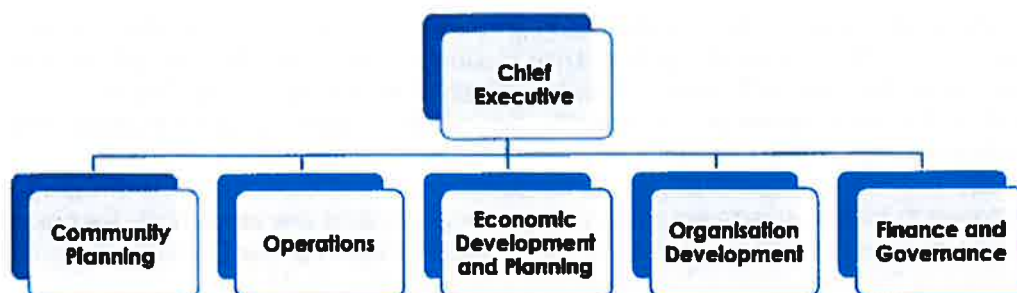 Chief
Executive
Community
Planning
Operations
Economic
Development
and Planning
Organisation
Development
Finance and
Governance